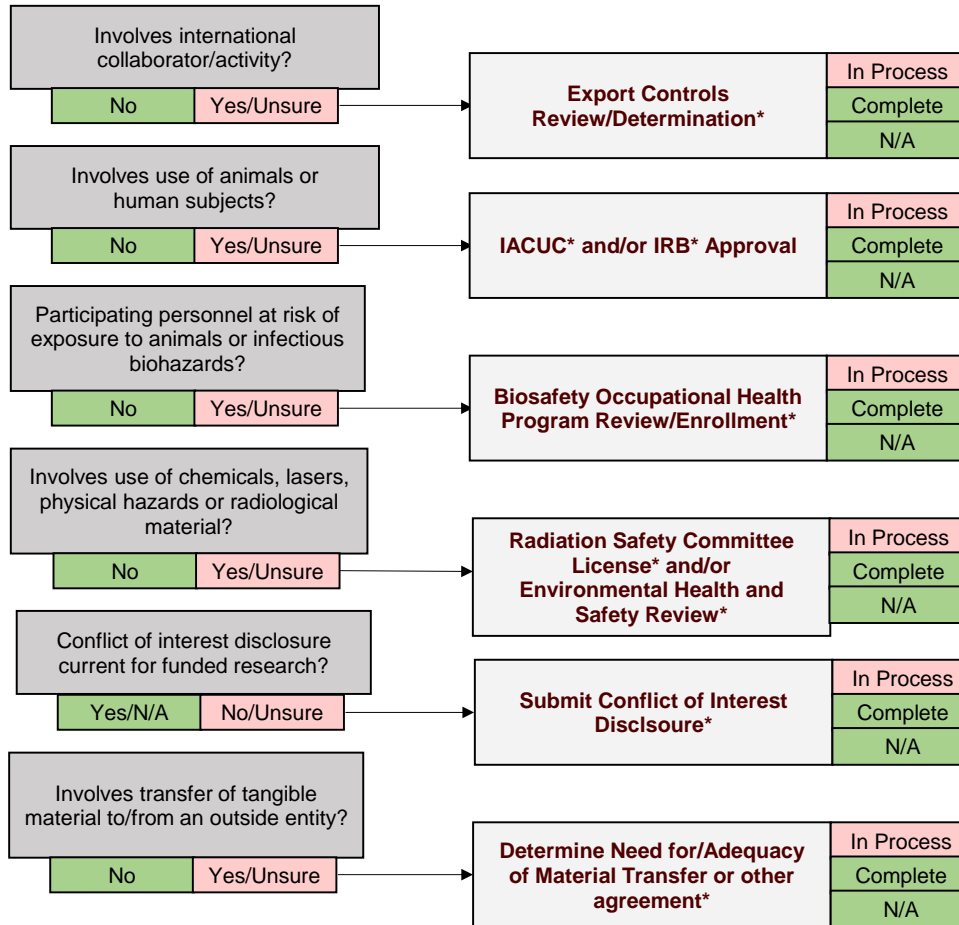 Involves international
collaborator/activity?
No
Yes/Unsure
Export Controls
Review/Determination*
In Process
Complete
N/A
Involves use of animals or
human subjects?
No
Yes/Unsure
IACUC* and/or IRB* Approval
In Process
Complete
N/A
Participating personnel at risk of
exposure to animals or infectious
biohazards?
No
Yes/Unsure
Biosafety Occupational Health
Program Review/Enrollment*
In Process
Complete
N/A
Involves use of chemicals, lasers,
physical hazards or radiological
material?
No
Yes/Unsure
Radiation Safety Committee
License* and/or
Environmental Health and
Safety Review*
In Process
Complete
N/A
Conflict of interest disclosure
current for funded research?
Yes/N/A
No/Unsure
Submit Conflict of Interest
Disclsoure*
In Process
Complete
N/A
Involves transfer of tangible
material to/from an outside entity?
No
Yes/Unsure
Determine Need for/Adequacy
of Material Transfer or other
agreement*
In Process
Complete
N/A